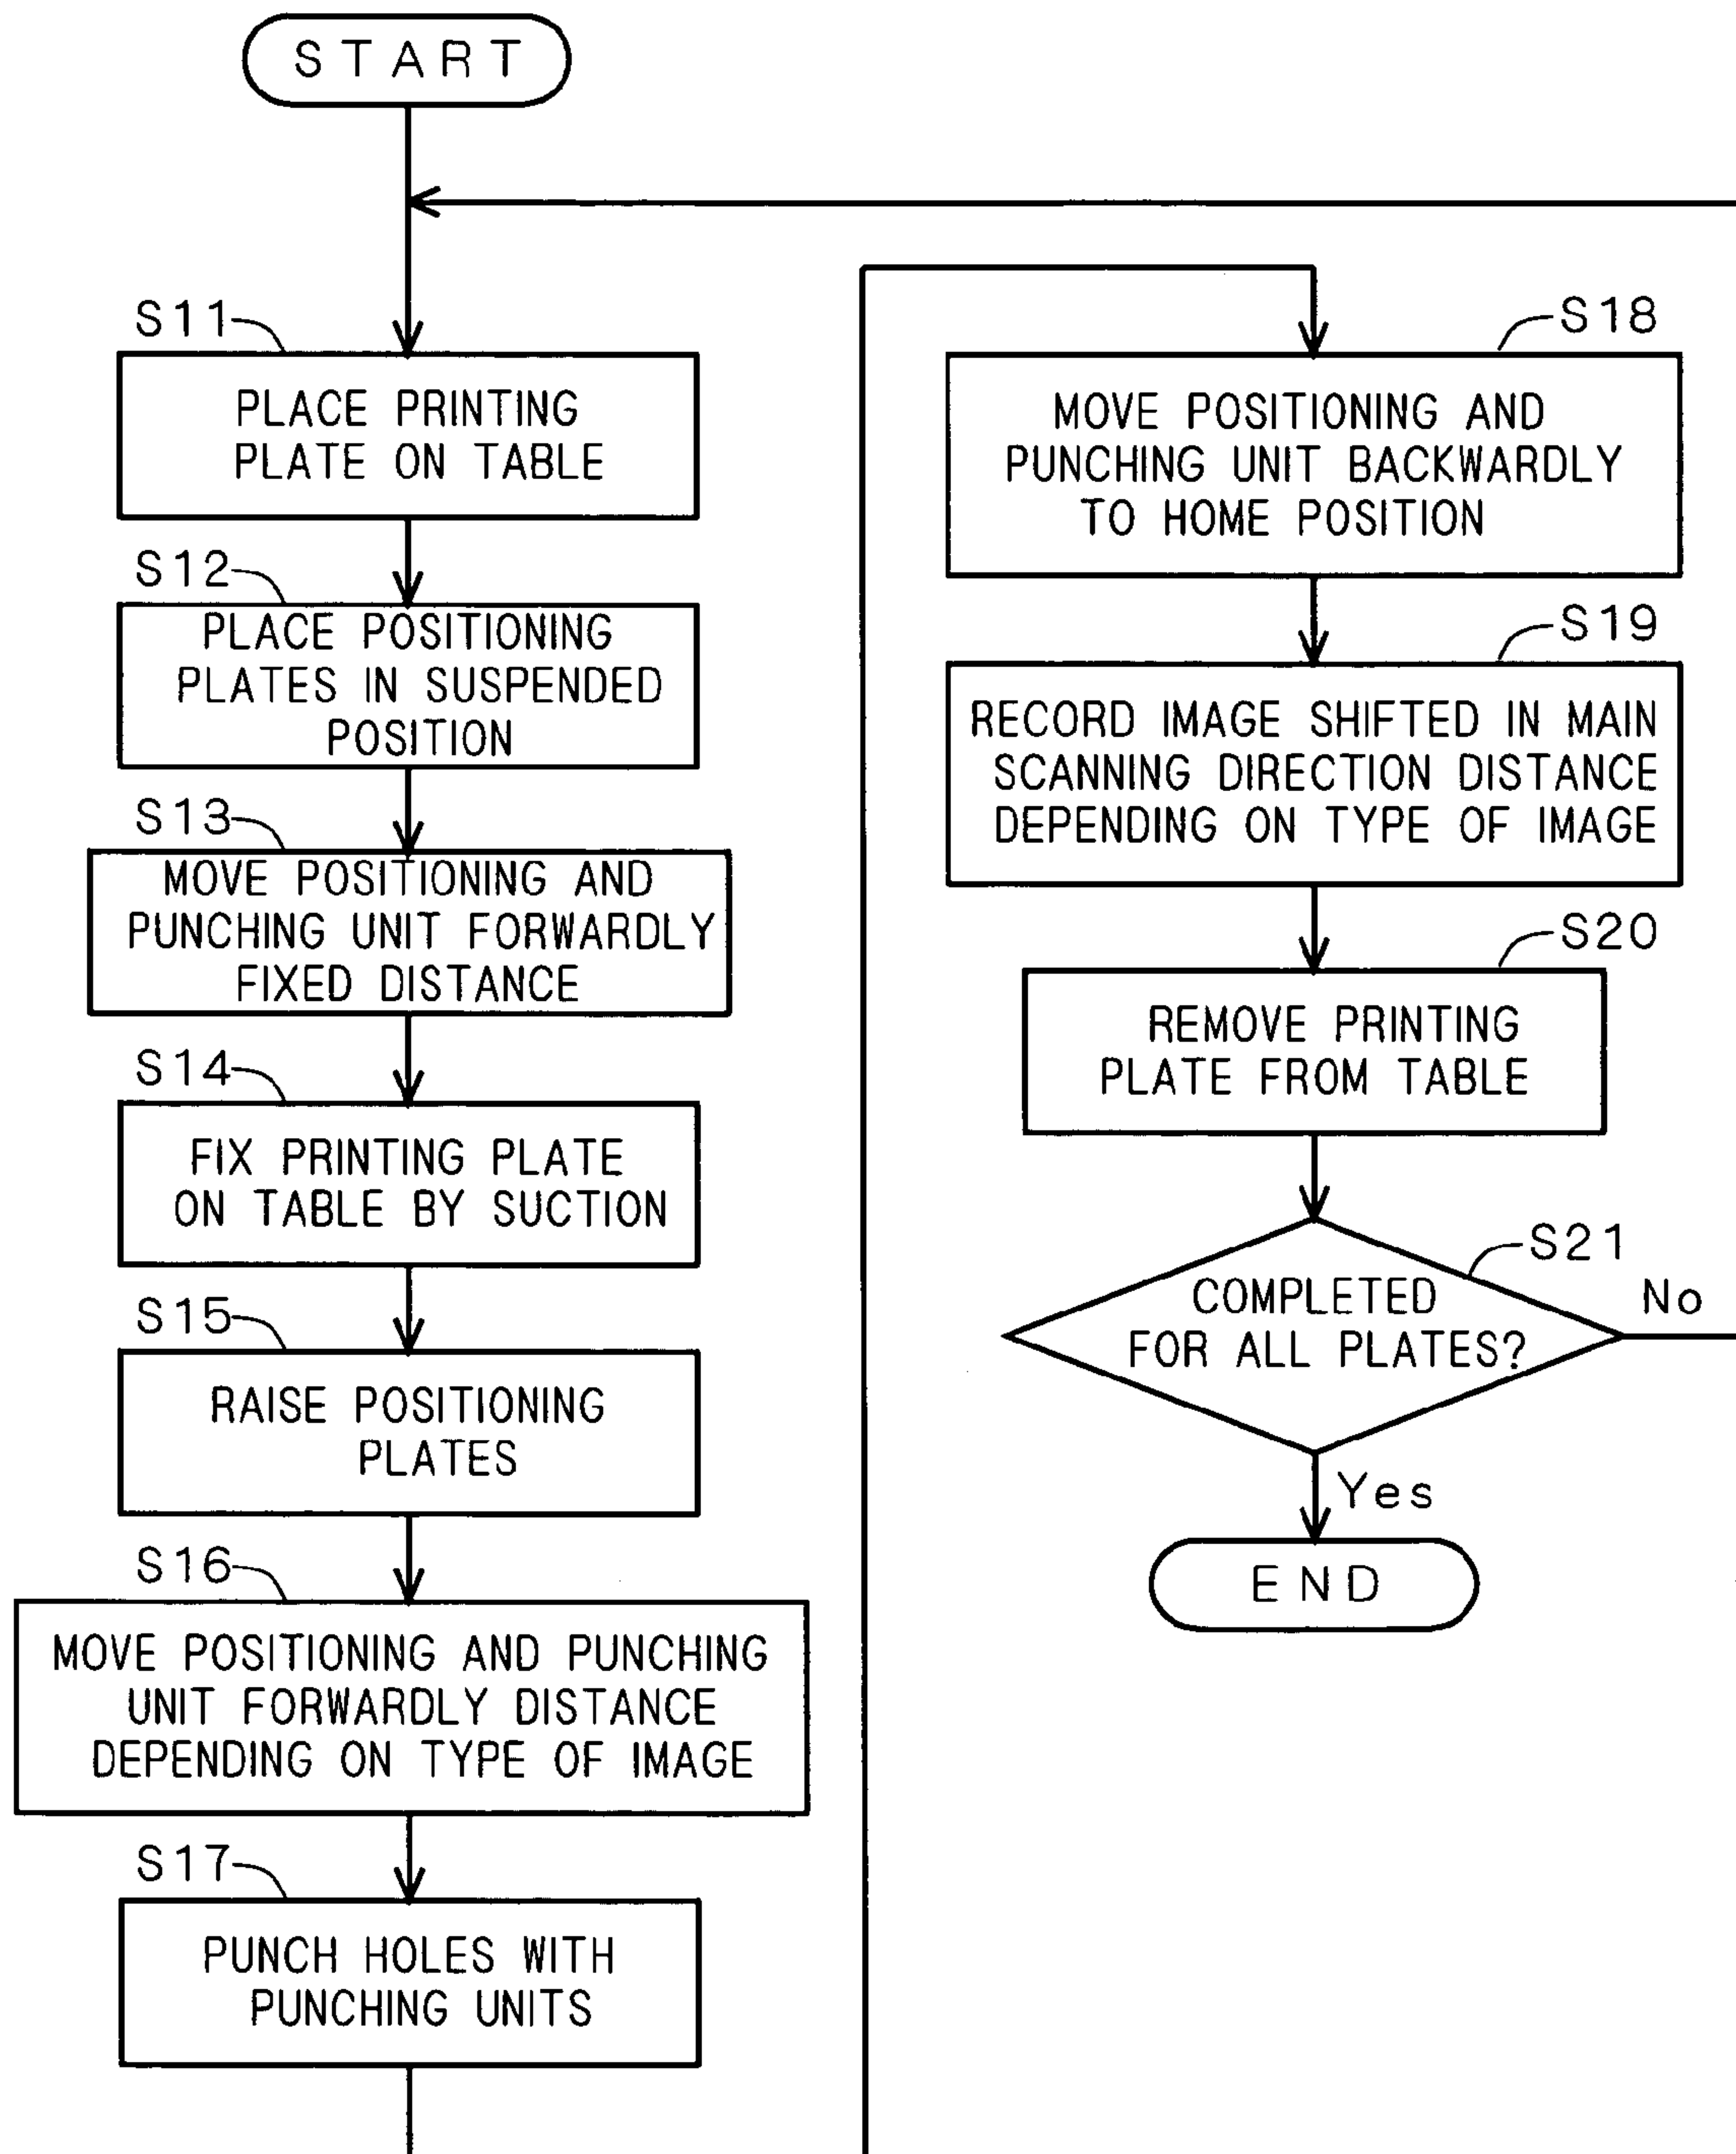 START
S11
PLACE PRINTING
PLATE ON TABLE
S12
PLACE POSITIONING
PLATES IN SUSPENDED
POSITION
S13
MOVE POSITIONING AND
PUNCHING UNIT FORWARDLY
FIXED DISTANCE
S14
FIX PRINTING PLATE
ON TABLE BY SUCTION
S15
RAISE POSITIONING
PLATES
S16
MOVE POSITIONING AND PUNCHING
UNIT FORWARDLY DISTANCE
DEPENDING ON TYPE OF IMAGE
S17
PUNCH HOLES WITH
PUNCHING UNITS
S18
MOVE POSITIONING AND
PUNCHING UNIT BACKWARDLY
TO HOME POSITION
S19
RECORD IMAGE SHIFTED IN MAIN
SCANNING DIRECTION DISTANCE
DEPENDING ON TYPE OF IMAGE
S20
REMOVE PRINTING
PLATE FROM TABLE
S21
COMPLETED
FOR ALL PLATES?
No
Yes
END